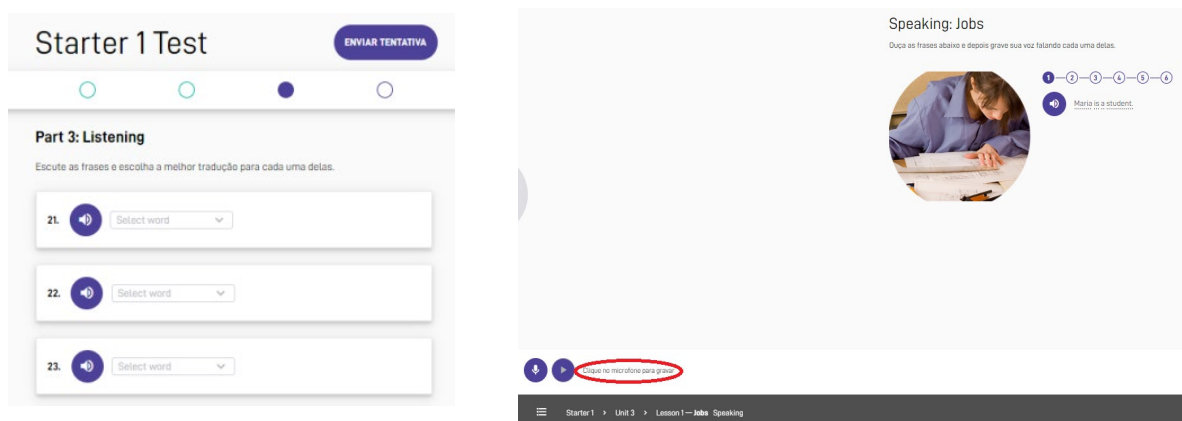 Starter 1 Test
ENVIAR TENTATIVA
Part 3: Listening
Escute as frases e escolha a melhor tradução para cada uma delas.
21. Select word
22. Select word
23. Select word
Speaking: Jobs
Ouça as frases abaixo e depois grave sua voz falando cada uma delas.
1 2 3 4 5 6
Maria is a student.
Clique no microfone para gravar
Starter 1 > Unit 3 > Lesson 1 — Jobs Speaking